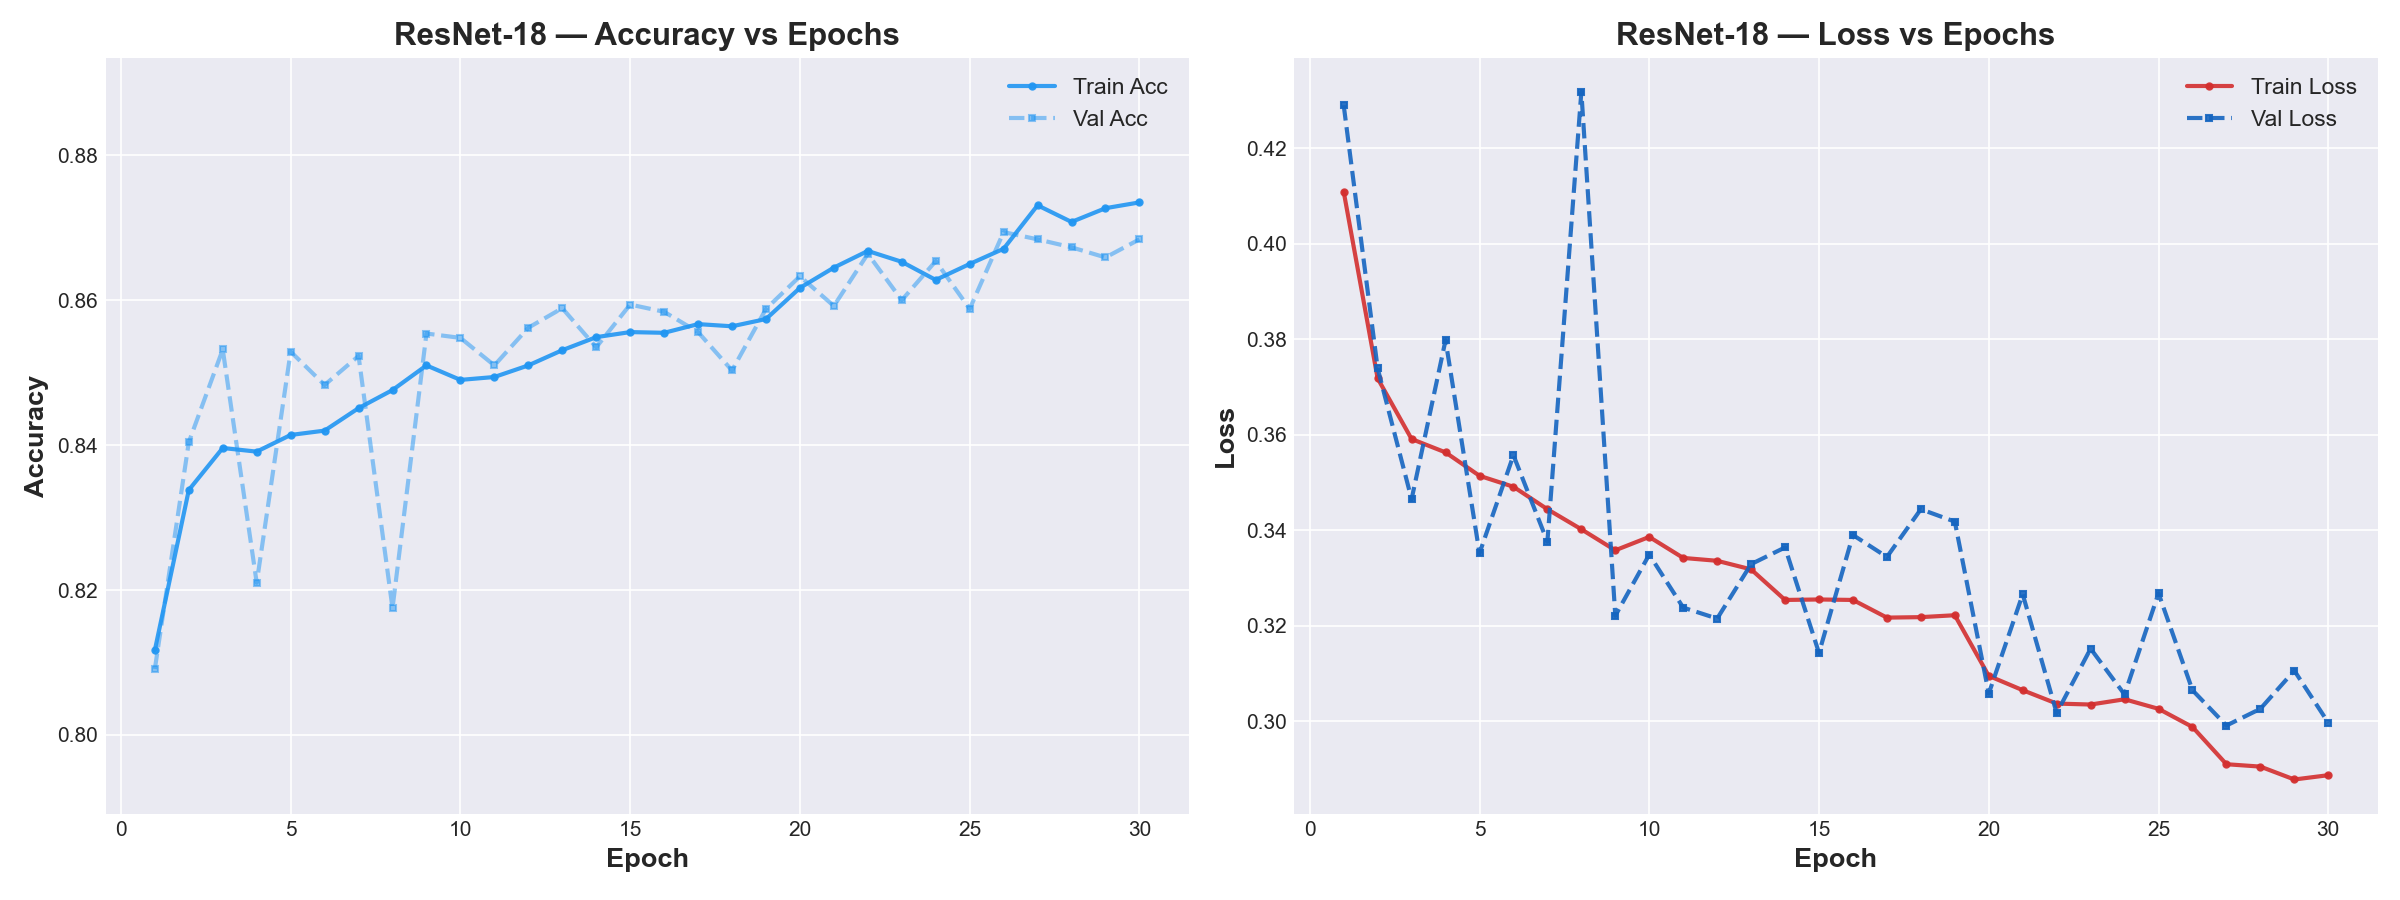 ResNet-18 — Accuracy vs Epochs
Train Acc
Val Acc
0.88
0.86
0.84
0.82
0.80
Accuracy
0 5 10 15 20 25 30
Epoch
ResNet-18 — Loss vs Epochs
Train Loss
Val Loss
0.42
0.40
0.38
0.36
0.34
0.32
0.30
Loss
0 5 10 15 20 25 30
Epoch